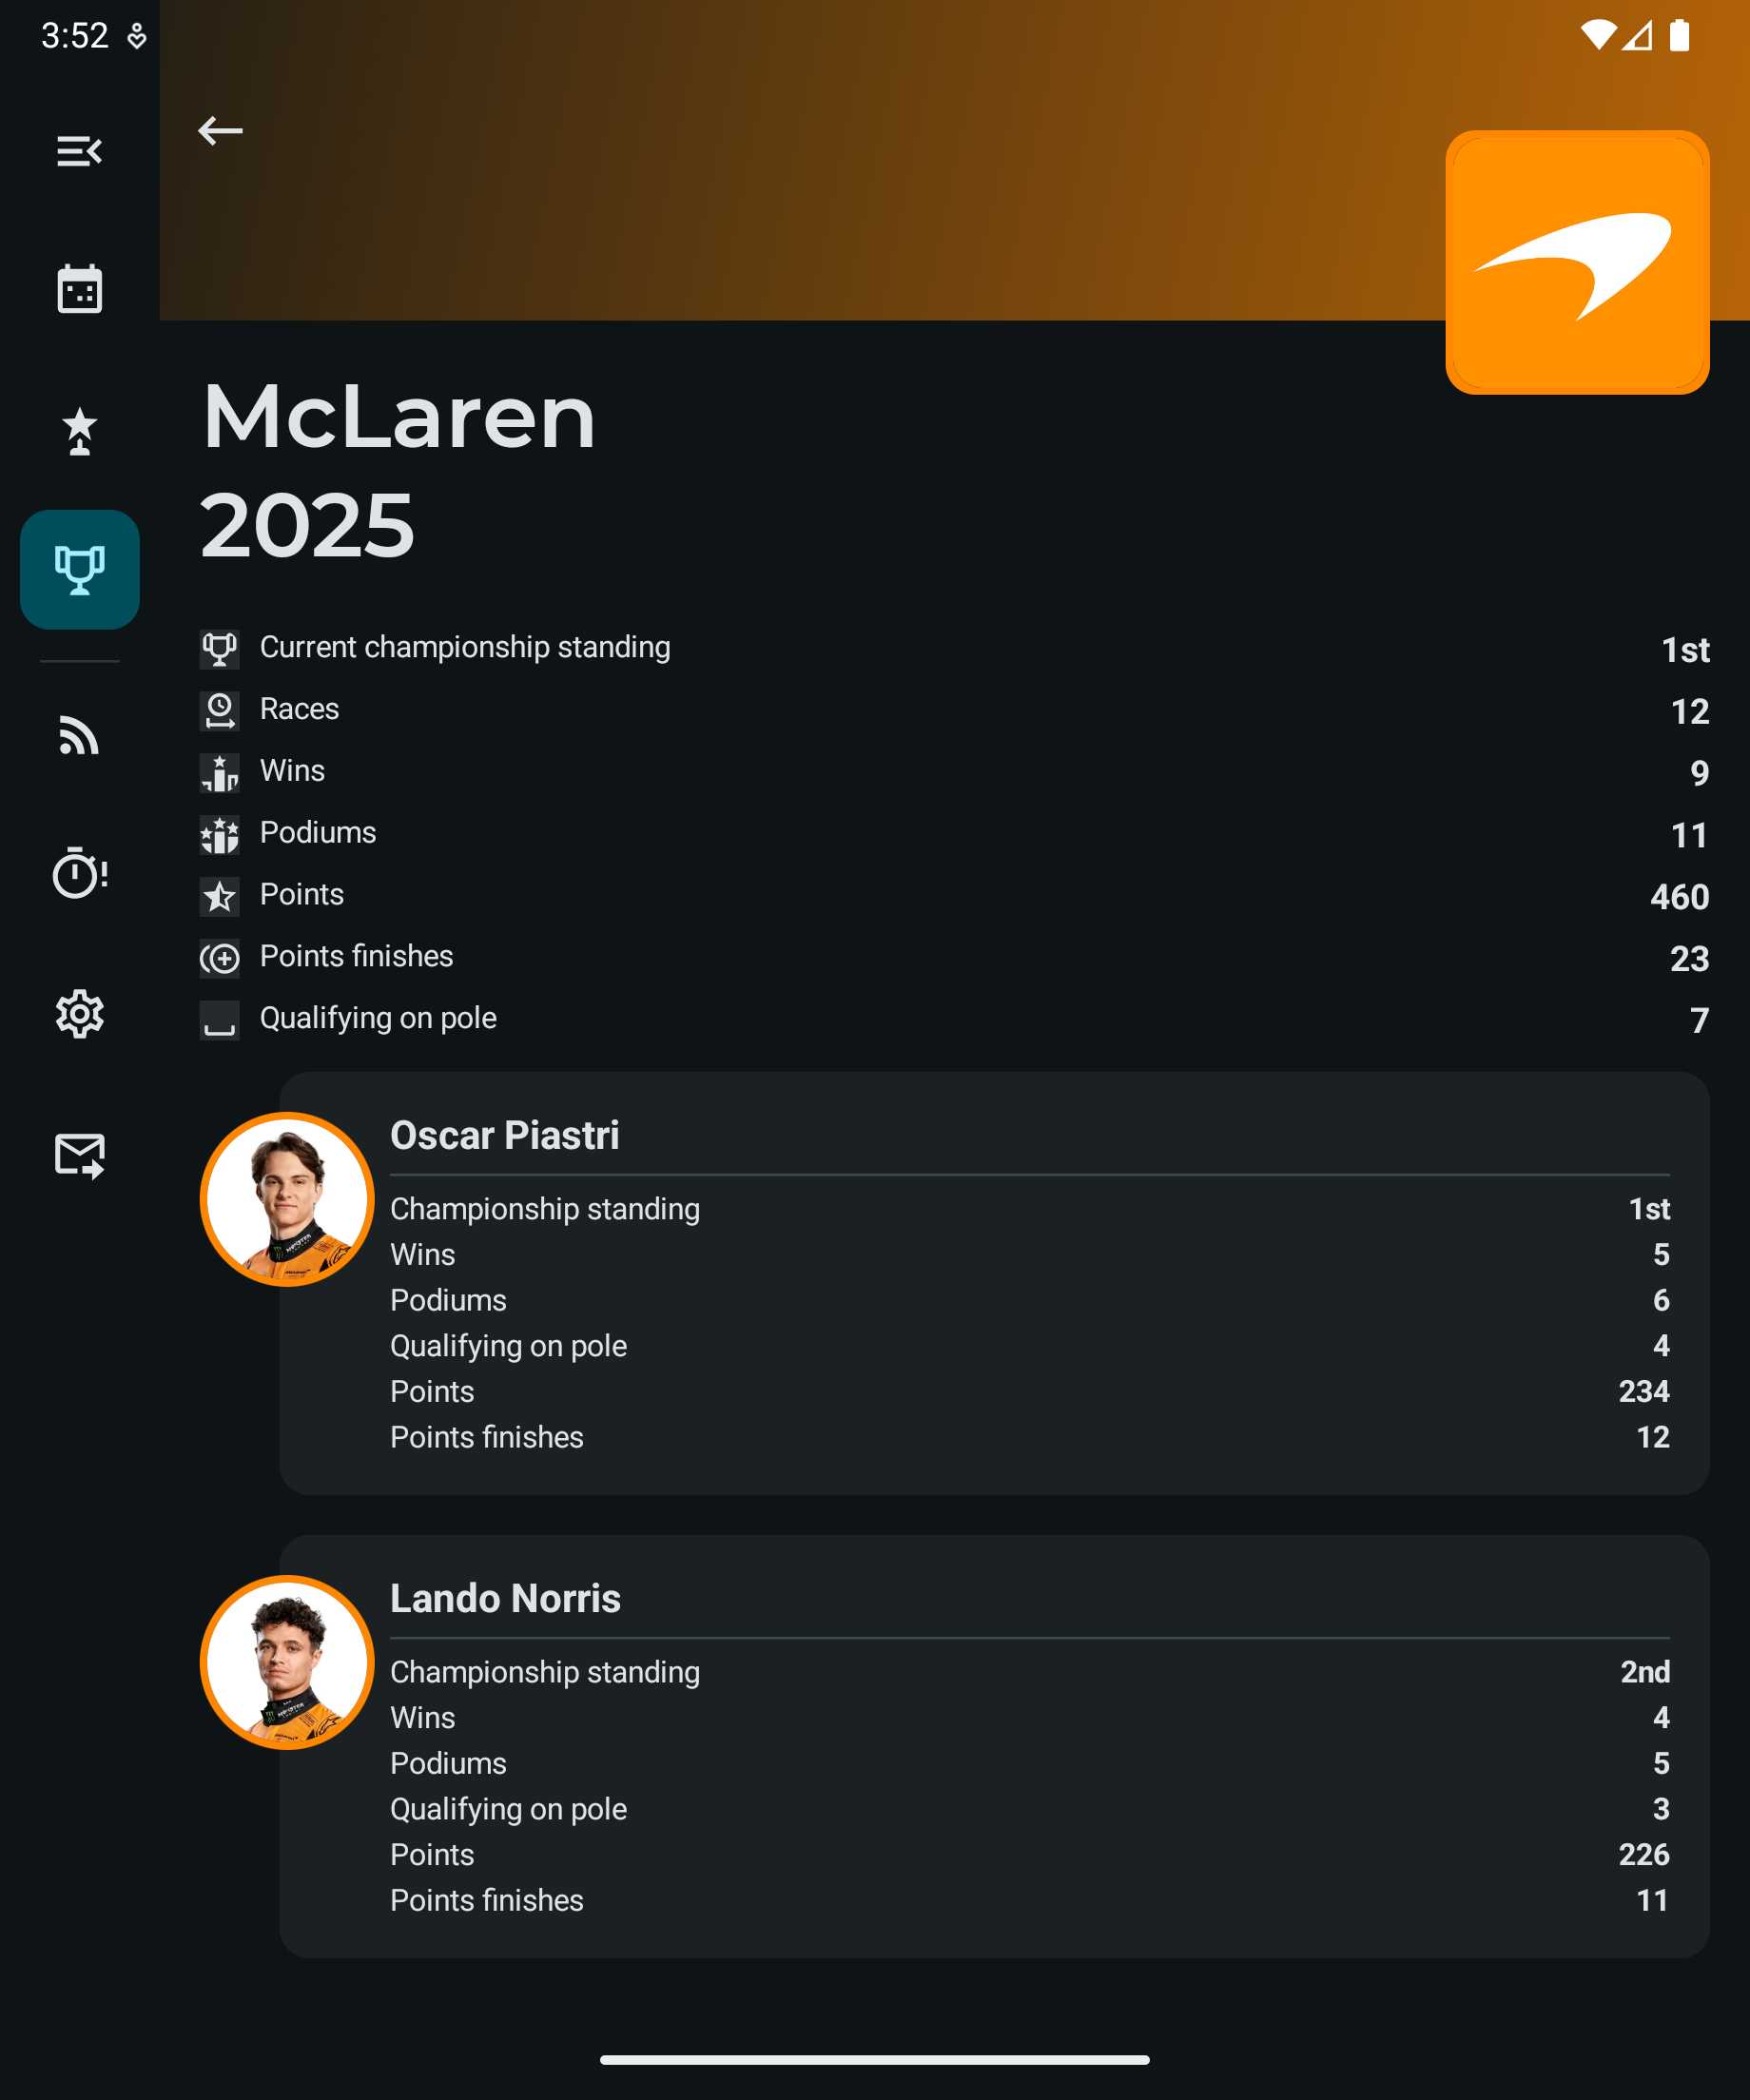 3:52
McLaren
2025
Current championship standing 1st
Races 12
Wins 9
Podiums 11
Points 460
Points finishes 23
Qualifying on pole 7
Oscar Piastri
Championship standing 1st
Wins 5
Podiums 6
Qualifying on pole 4
Points 234
Points finishes 12
Lando Norris
Championship standing 2nd
Wins 4
Podiums 5
Qualifying on pole 3
Points 226
Points finishes 11